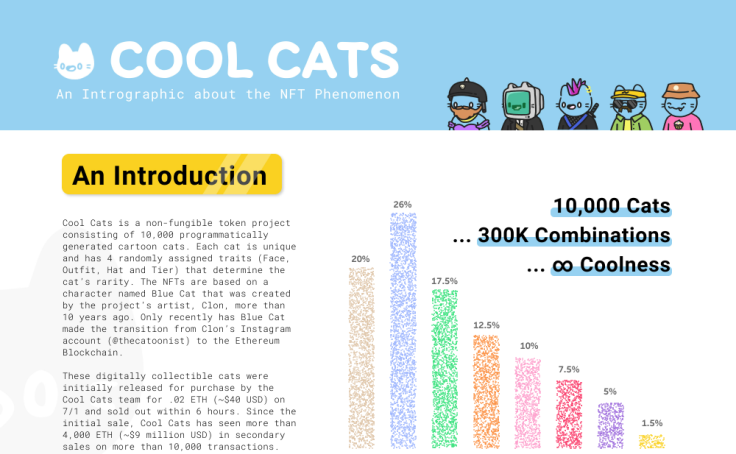 COOL CATS
An Intrographic about the NFT Phenomenon
An Introduction
Cool Cats is a non-fungible token project
consisting of 10,000 programmatically
generated cartoon cats. Each cat is unique
and has 4 randomly assigned traits (Face,
Outfit, Hat and Tier) that determine the
cat's rarity. The NFTs are based on a
character named Blue Cat that was created
by the project's artist, Clon, more than
10 years ago. Only recently has Blue Cat
made the transition from Clon's Instagram
account (@thecatoonist) to the Ethereum
Blockchain.
These digitally collectible cats were
initially released for purchase by the
Cool Cats team for .02 ETH (~$40 USD) on
7/1 and sold out within 6 hours. Since the
initial sale, Cool Cats has seen more than
4,000 ETH (~$9 million USD) in secondary
sales on more than 10,000 transactions.
10,000 Cats
... 300K Combinations
... ∞ Coolness
20%
26%
17.5%
12.5%
10%
7.5%
5%
1.5%